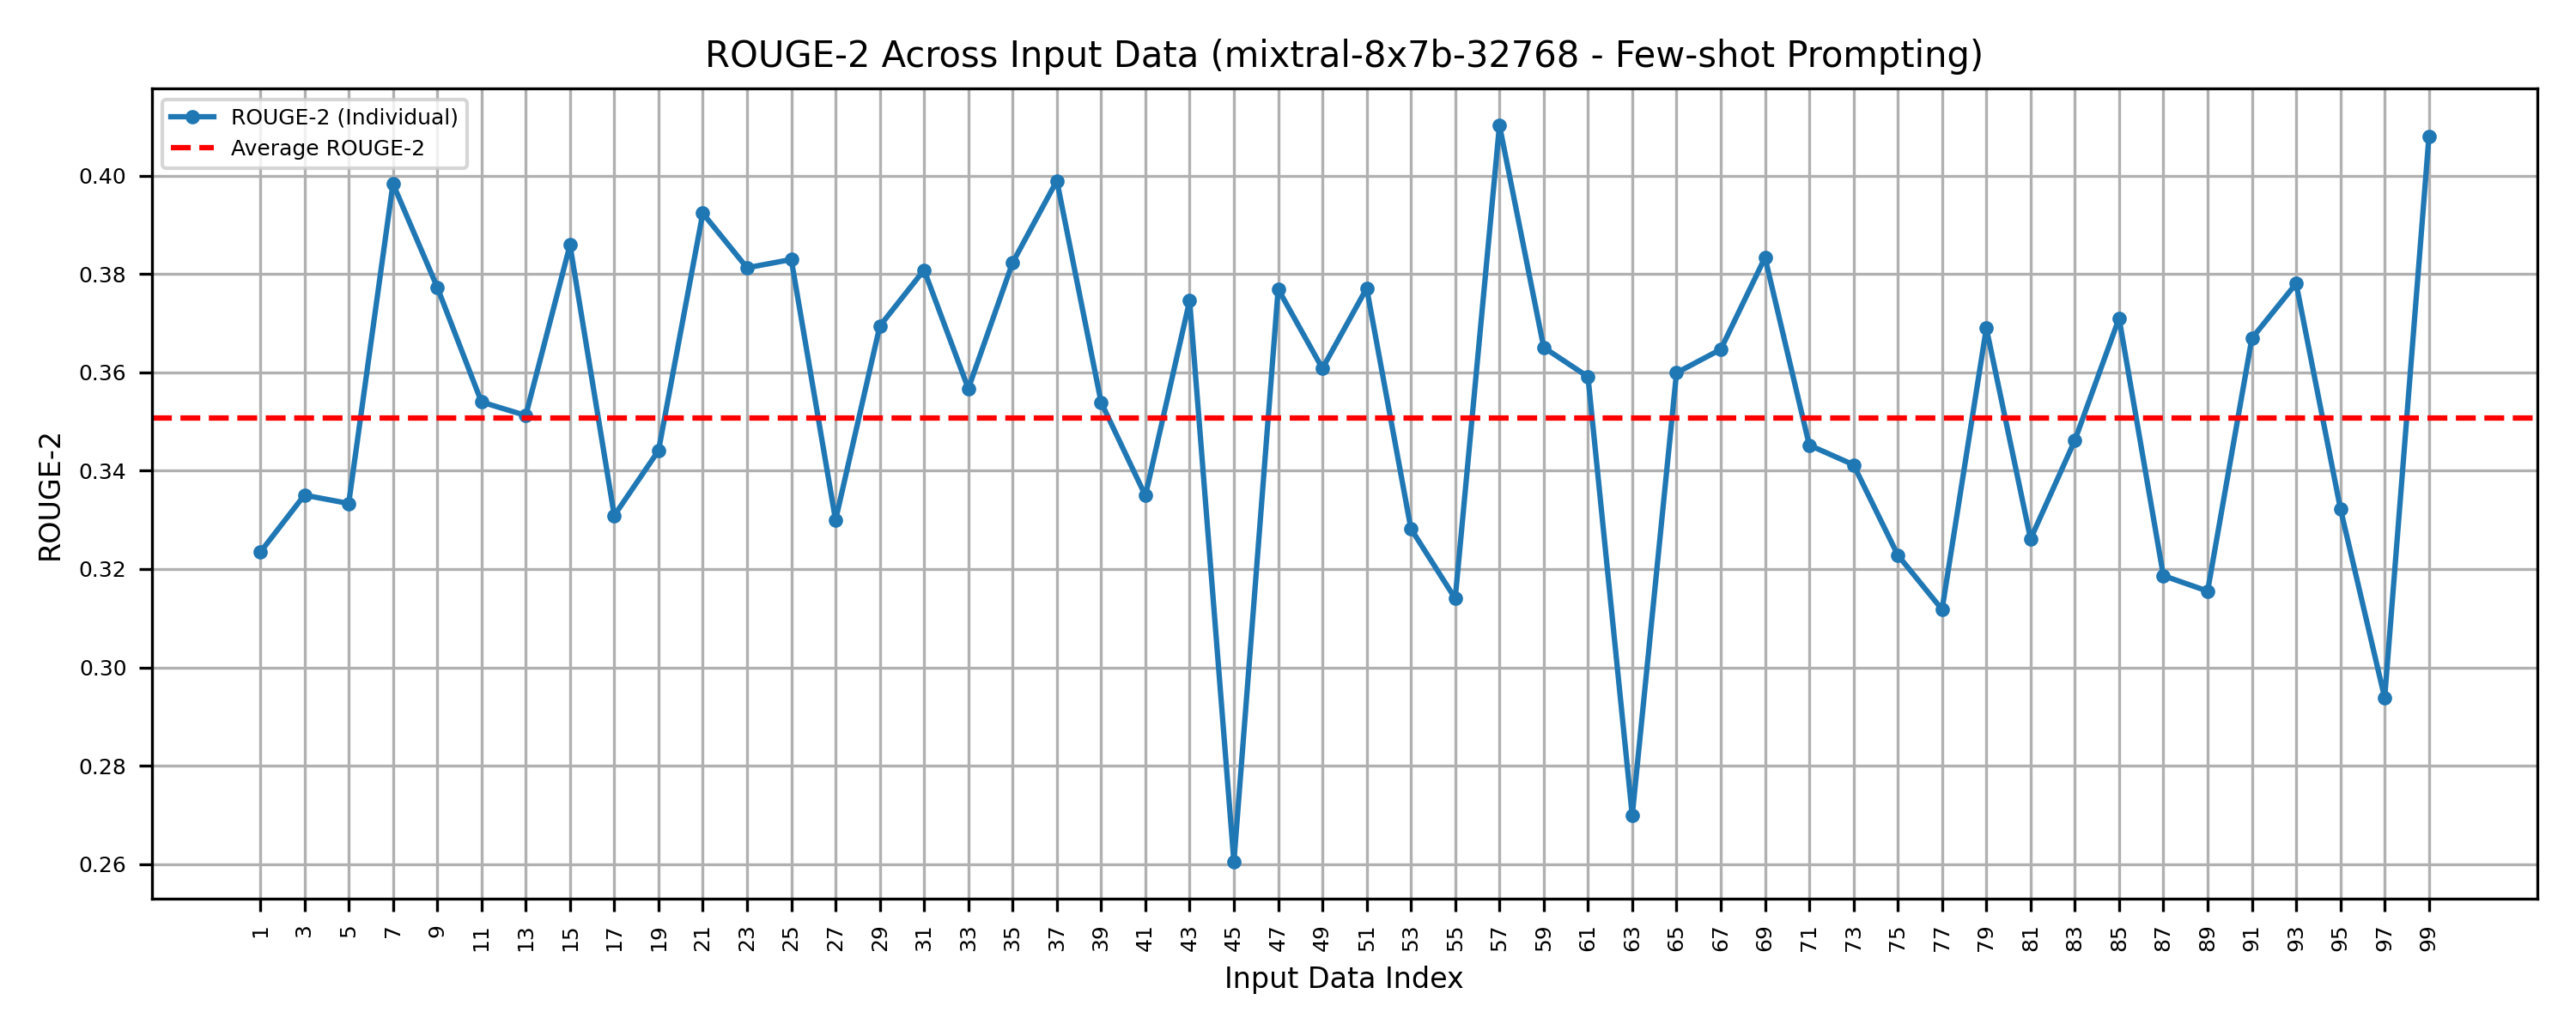 ROUGE-2 Across Input Data (mixtral-8x7b-32768 - Few-shot Prompting)
ROUGE-2 (Individual)
Average ROUGE-2
0.40
0.38
0.36
0.34
0.32
0.30
0.28
0.26
ROUGE-2
1 3 5 7 9 11 13 15 17 19 21 23 25 27 29 31 33 35 37 39 41 43 45 47 49 51 53 55 57 59 61 63 65 67 69 71 73 75 77 79 81 83 85 87 89 91 93 95 97 99
Input Data Index